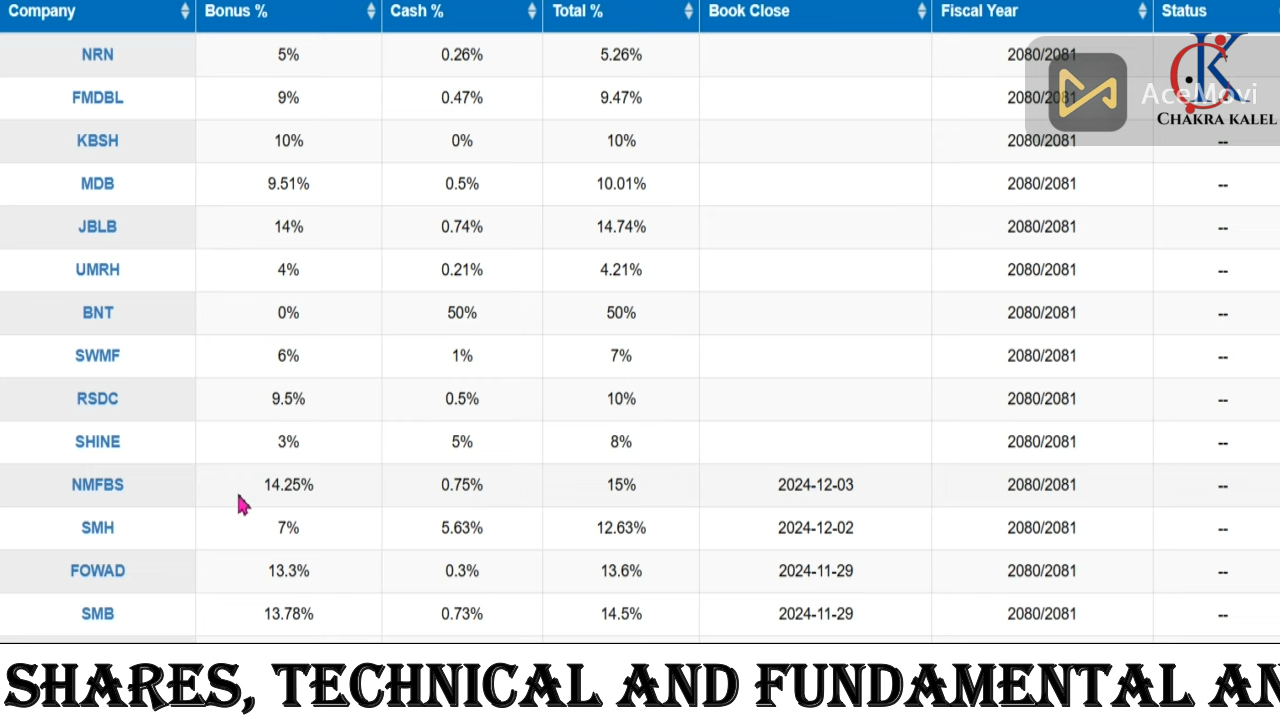 Company Bonus % Cash % Total % Book Close Fiscal Year Status
NRN 5% 0.26% 5.26% 2080/2081
FMDBL 9% 0.47% 9.47% 2080/2081
AceMovi
CHAKRA KALEL
KBSH 10% 0% 10% 2080/2081 --
MDB 9.51% 0.5% 10.01% 2080/2081 --
JBLB 14% 0.74% 14.74% 2080/2081 --
UMRH 4% 0.21% 4.21% 2080/2081 --
BNT 0% 50% 50% 2080/2081 --
SWMF 6% 1% 7% 2080/2081 --
RSDC 9.5% 0.5% 10% 2080/2081 --
SHINE 3% 5% 8% 2080/2081 --
NMFBS 14.25% 0.75% 15% 2024-12-03 2080/2081 --
SMH 7% 5.63% 12.63% 2024-12-02 2080/2081 --
FOWAD 13.3% 0.3% 13.6% 2024-11-29 2080/2081 --
SMB 13.78% 0.73% 14.5% 2024-11-29 2080/2081 --
SHARES, TECHNICAL AND FUNDAMENTAL AN